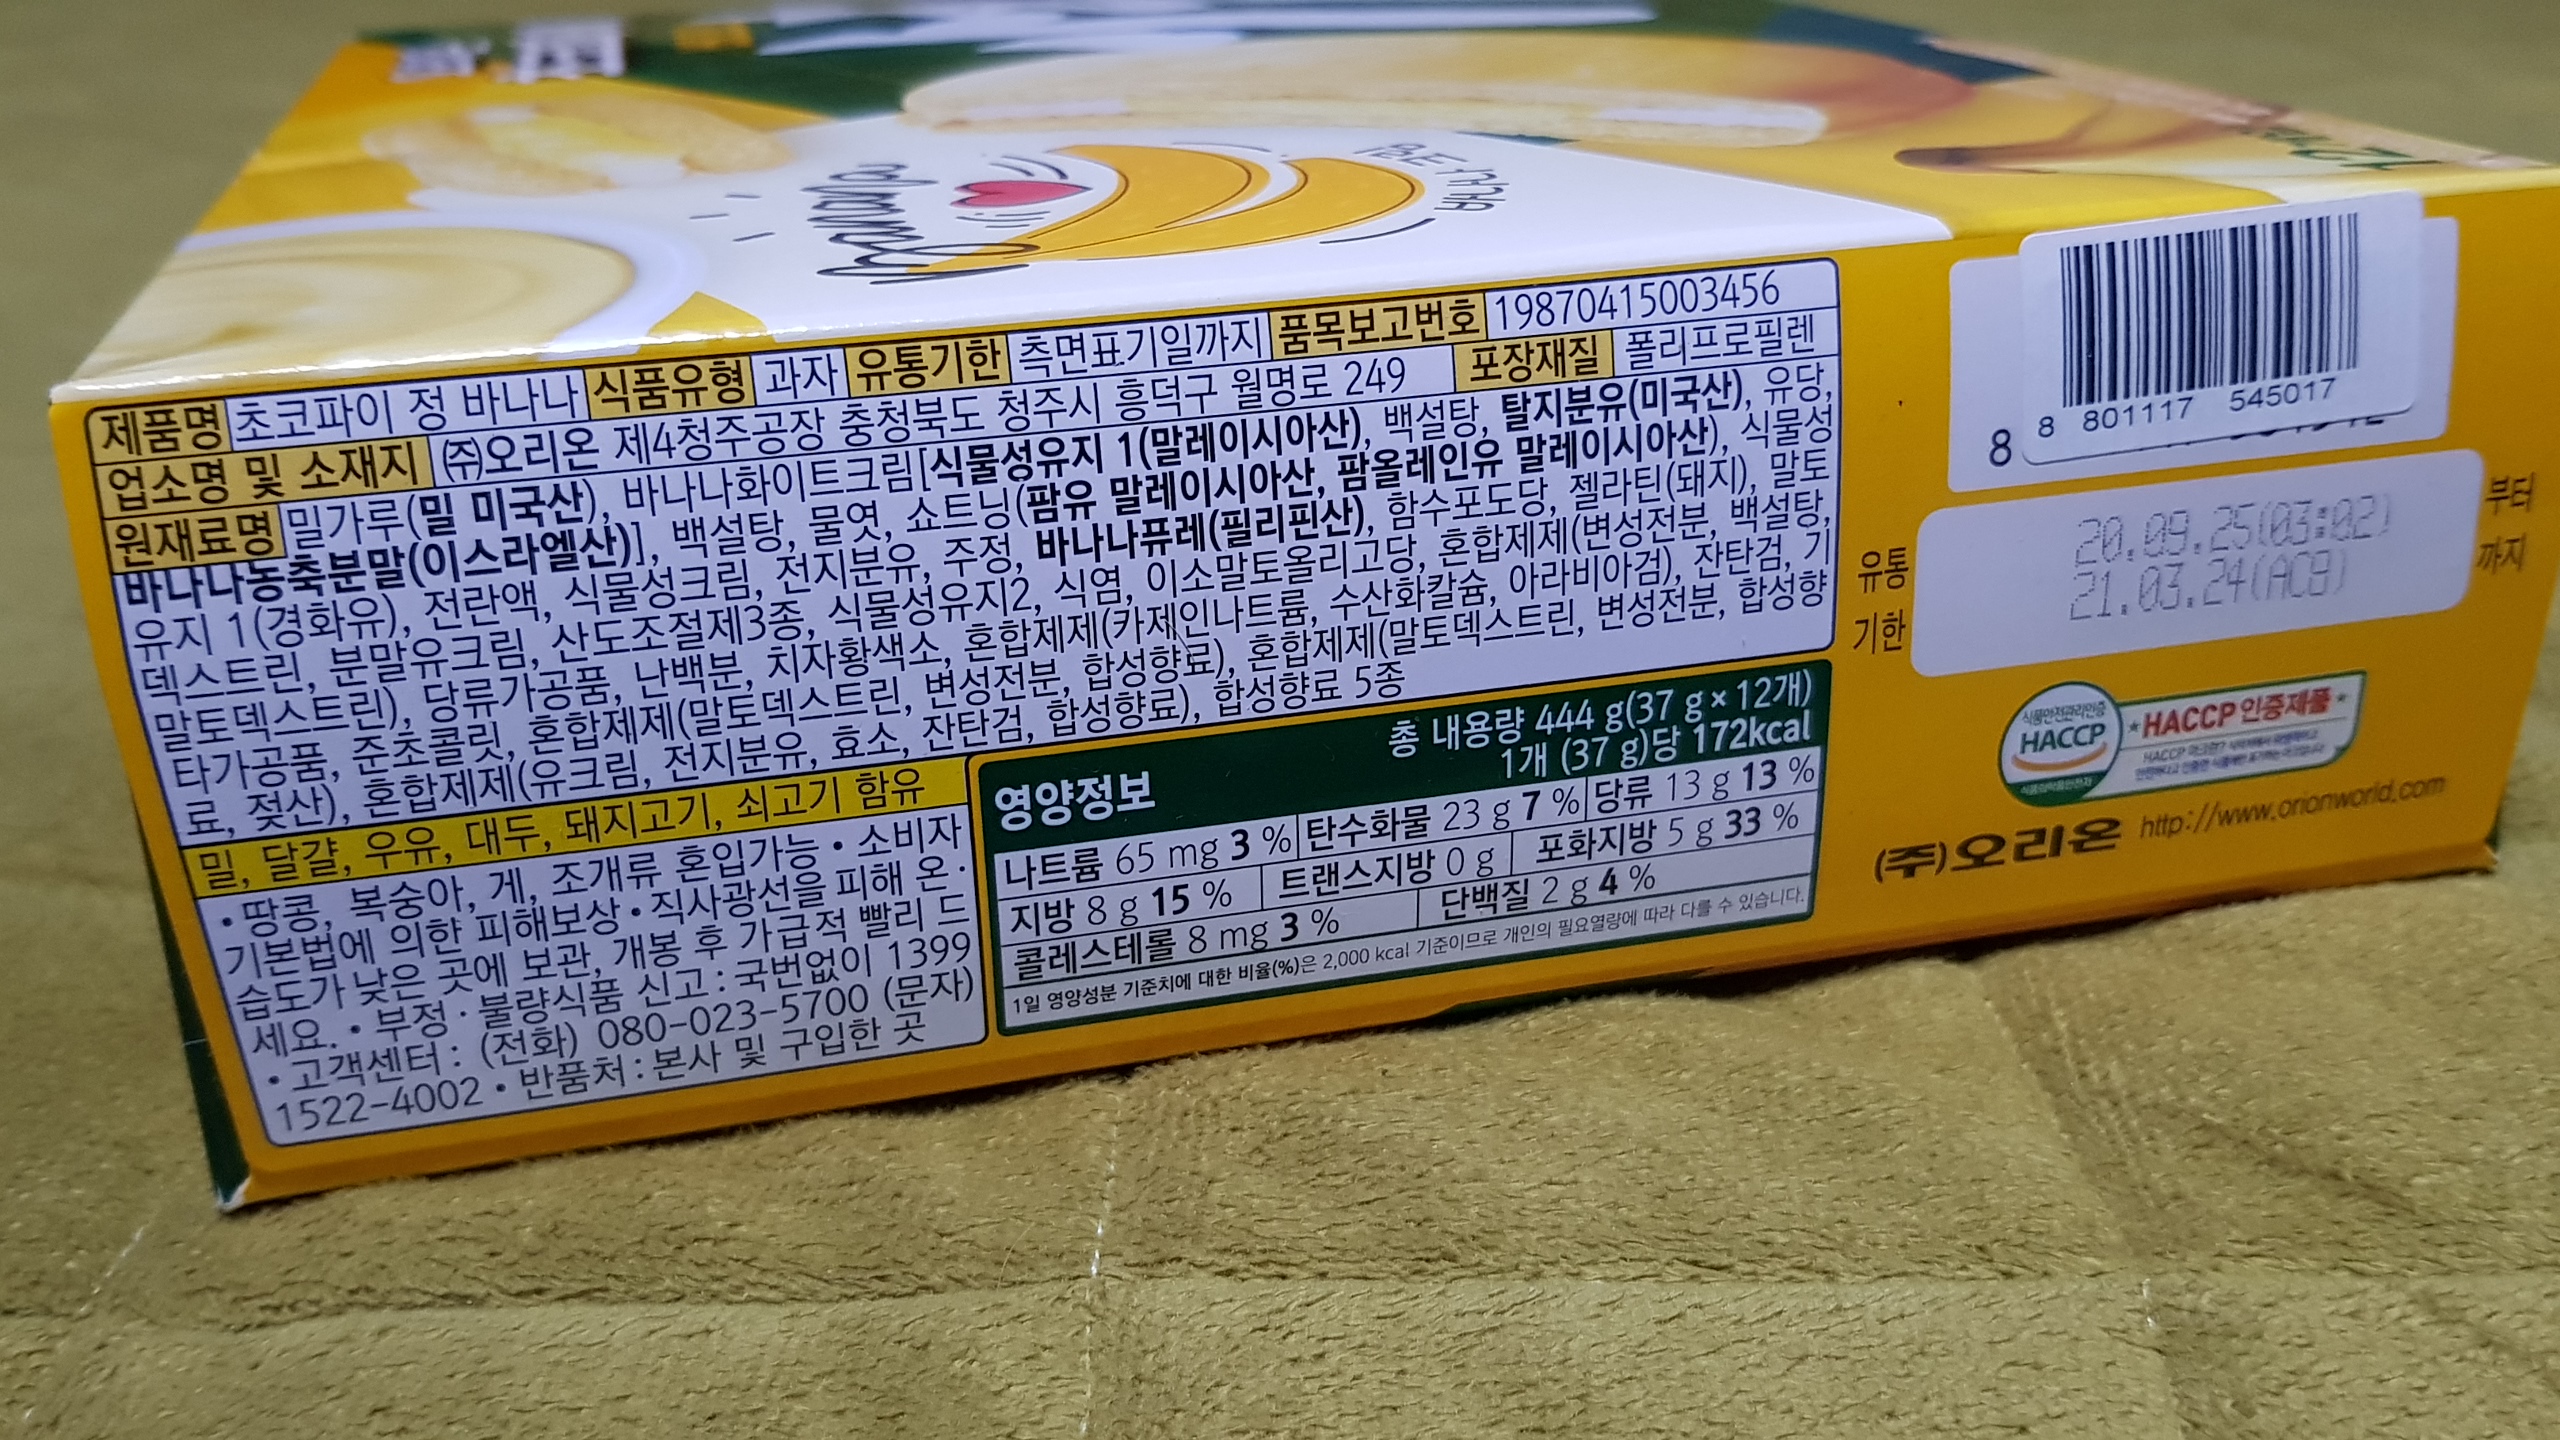 banana
바나나
12
제품명 초코파이 정 바나나 식품유형 과자 유통기한 측면표기일까지 품목보고번호 19870415003456
업소명 및 소재지 ㈜오리온 제4청주공장 충청북도 청주시 흥덕구 월명로 249 포장재질 폴리프로필렌
원재료명 밀가루(밀 미국산), 바나나화이트크림[식물성유지 1(말레이시아산), 백설탕, 탈지분유(미국산), 유당,
바나나농축분말(이스라엘산)], 백설탕, 물엿, 쇼트닝(팜유 말레이시아산, 팜올레인유 말레이시아산), 식물성
유지 1(경화유), 전란액, 식물성크림, 전지분유, 주정, 바나나퓨레(필리핀산), 함수포도당, 젤라틴(돼지), 말토
덱스트린, 분말유크림, 산도조절제3종, 식물성유지2, 식염, 이소말토올리고당, 혼합제제(변성전분, 백설탕,
말토덱스트린), 당류가공품, 난백분, 치자황색소, 혼합제제(카제인나트륨, 수산화칼슘, 아라비아검), 잔탄검, 기
타가공품, 준초콜릿, 혼합제제(말토덱스트린, 변성전분, 합성향료), 혼합제제(말토덱스트린, 변성전분, 합성향
료, 젖산), 혼합제제(유크림, 전지분유, 효소, 잔탄검, 합성향료), 합성향료 5종
밀, 달걀, 우유, 대두, 돼지고기, 쇠고기 함유
• 땅콩, 복숭아, 게, 조개류 혼입가능 • 소비자
기본법에 의한 피해보상 • 직사광선을 피해 온·
습도가 낮은 곳에 보관, 개봉 후 가급적 빨리 드
세요. • 부정·불량식품 신고 : 국번없이 1399
• 고객센터 : (전화) 080-023-5700 (문자)
1522-4002 • 반품처 : 본사 및 구입한 곳
영양정보
총 내용량 444 g(37 g × 12개)
1개 (37 g)당 172kcal
나트륨 65 mg 3 % 탄수화물 23 g 7 % 당류 13 g 13 %
지방 8 g 15 % 트랜스지방 0 g 포화지방 5 g 33 %
콜레스테롤 8 mg 3 % 단백질 2 g 4 %
1일 영양성분 기준치에 대한 비율(%)은 2,000 kcal 기준이므로 개인의 필요열량에 따라 다를 수 있습니다.
8 801117 545017
8
유통
기한
20.09.25(03:02) 부터
21.03.24(AC8) 까지
식품안전관리인증
HACCP
식품의약품안전처
HACCP 인증제품
(주)오리온 http://www.orionworld.com